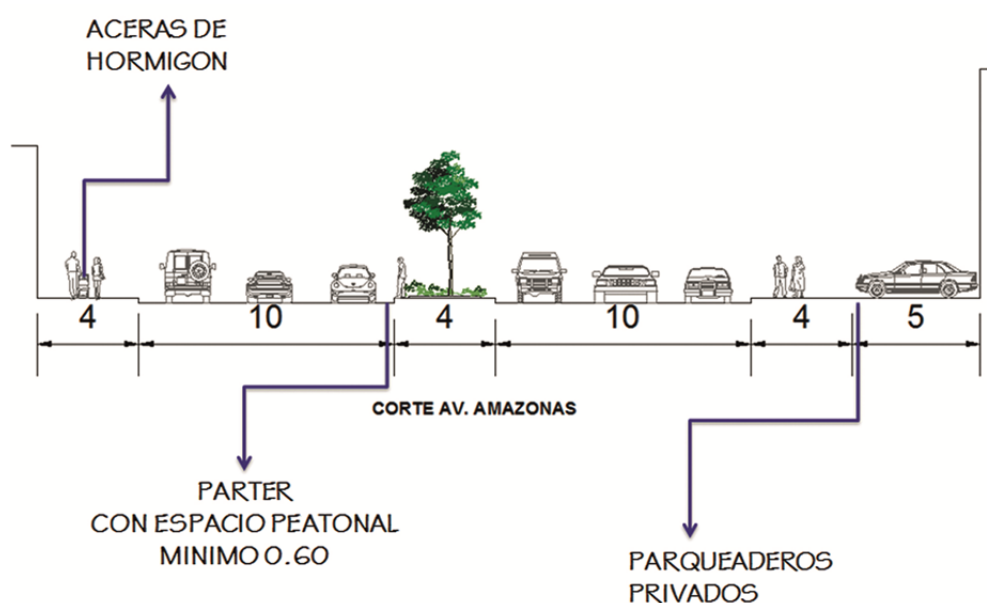 ACERAS DE
HORMIGON
4 10 4 10 4 5
CORTE AV. AMAZONAS
PARTER
CON ESPACIO PEATONAL
MINIMO 0.60
PARQUEADEROS
PRIVADOS